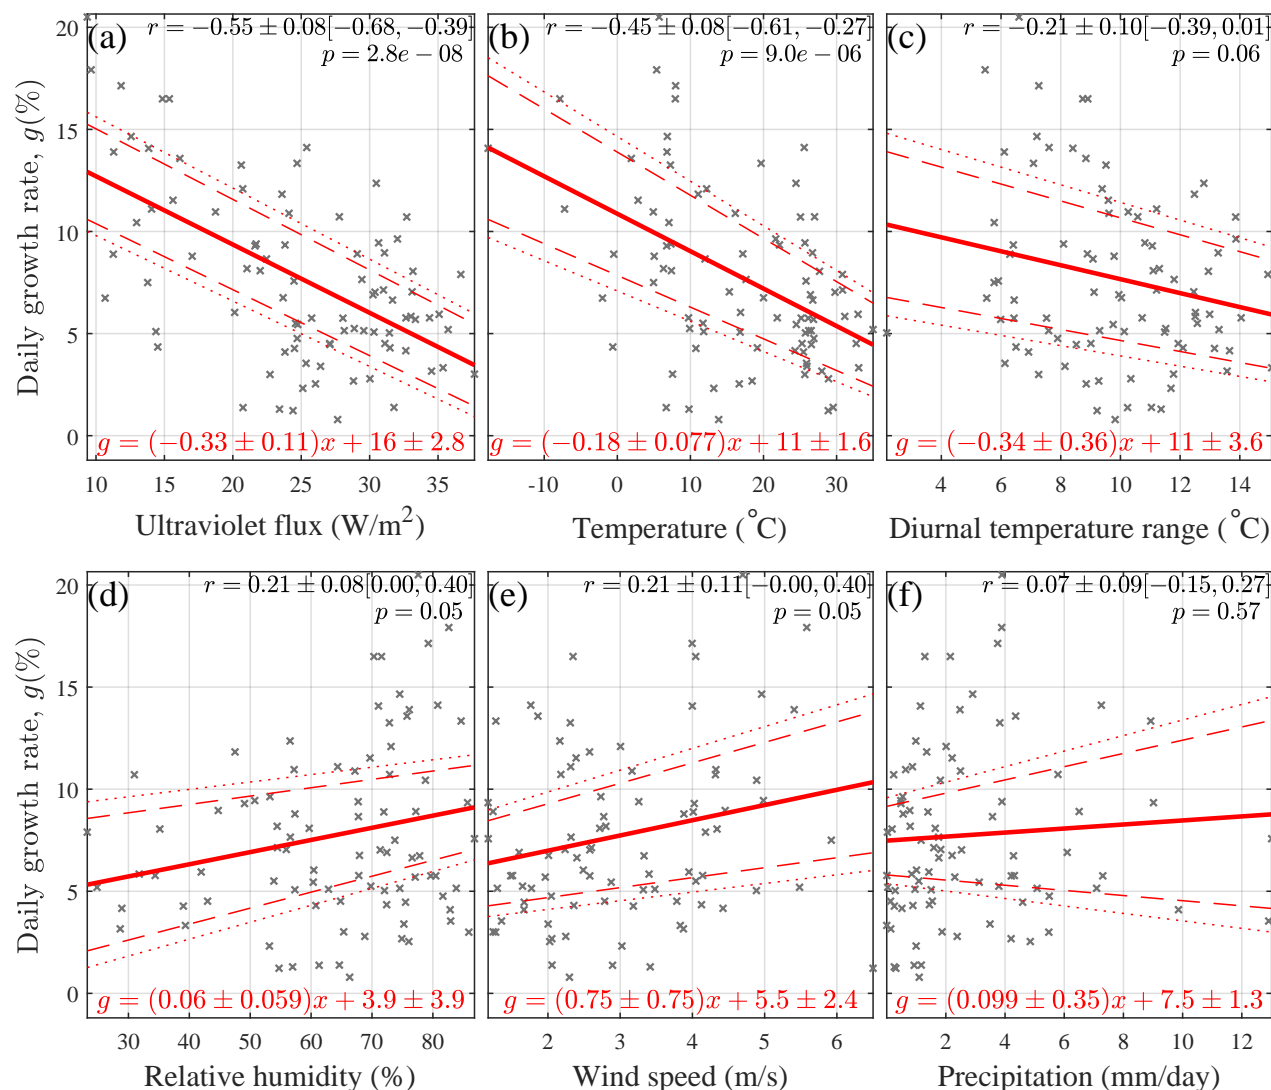 (a)
r = −0.55 ± 0.08[−0.68, −0.39]
p = 2.8e − 08
(b)
r = −0.45 ± 0.08[−0.61, −0.27]
p = 9.0e − 06
(c)
r = −0.21 ± 0.10[−0.39, 0.01]
p = 0.06
Daily growth rate, g(%)
20
15
10
5
0
g = (−0.33 ± 0.11)x + 16 ± 2.8
g = (−0.18 ± 0.077)x + 11 ± 1.6
g = (−0.34 ± 0.36)x + 11 ± 3.6
10 15 20 25 30 35
-10 0 10 20 30
4 6 8 10 12 14
Ultraviolet flux (W/m²)
Temperature (°C)
Diurnal temperature range (°C)
(d)
r = 0.21 ± 0.08[0.00, 0.40]
p = 0.05
(e)
r = 0.21 ± 0.11[−0.00, 0.40]
p = 0.05
(f)
r = 0.07 ± 0.09[−0.15, 0.27]
p = 0.57
Daily growth rate, g(%)
20
15
10
5
0
g = (0.06 ± 0.059)x + 3.9 ± 3.9
g = (0.75 ± 0.75)x + 5.5 ± 2.4
g = (0.099 ± 0.35)x + 7.5 ± 1.3
30 40 50 60 70 80
2 3 4 5 6
2 4 6 8 10 12
Relative humidity (%)
Wind speed (m/s)
Precipitation (mm/day)